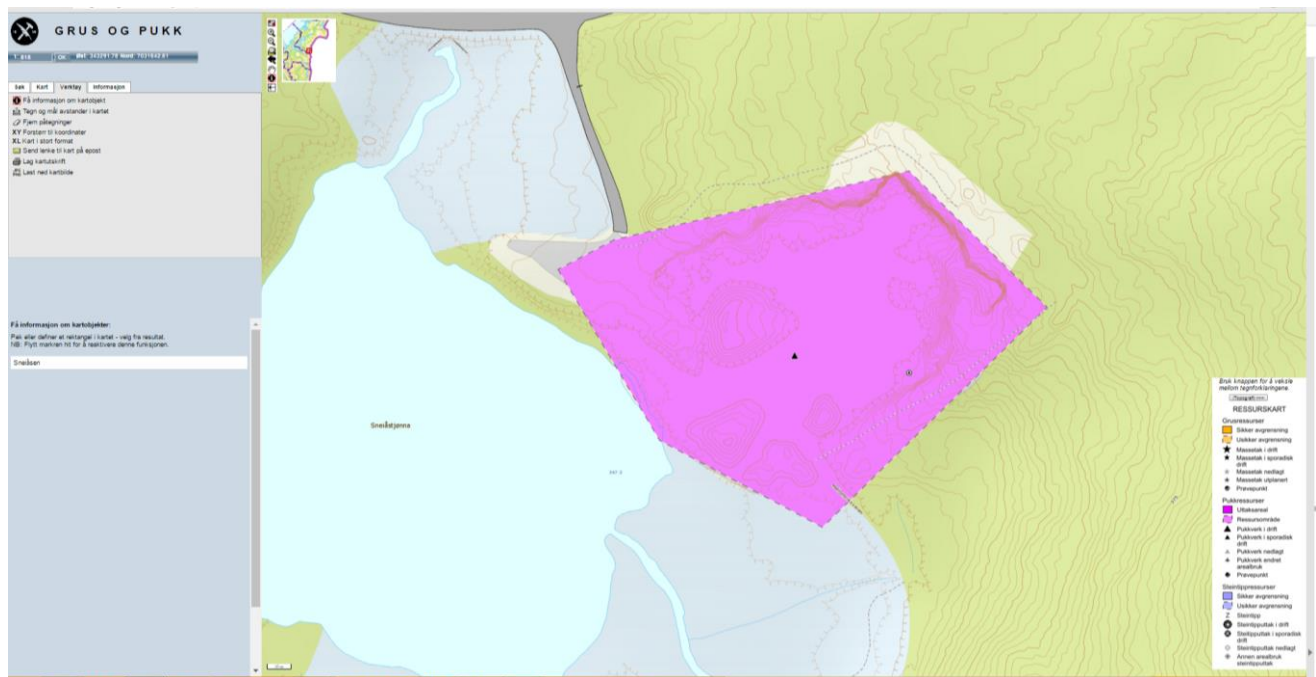 GRUS OG PUKK
Søk
Kart
Verktøy
Informasjon
Få informasjon om kartobjekt
Tegn og mål avstander i kartet
Fjern påtegninger
XY Forstørr til koordinater
XL Kart i stort format
Send lenke til kart på epost
Lag kartutskrift
Last ned kartbilde
Få informasjon om kartobjekter:
Pek eller definer et rektangel i kartet - velg fra resultat.
NB: Flytt markøren hit for å reaktivere denne funksjonen.
Sneiåsen
Sneiåstjønna
Bruk knappen for å veksle
mellom tegnforklaringene.
RESSURSKART
Grusressurser
Sikker avgrensning
Usikker avgrensning
Massetak i drift
Massetak i sporadisk
drift
Massetak nedlagt
Massetak utplanert
Prøvepunkt
Pukkressurser
Uttaksareal
Ressursområde
Pukkverk i drift
Pukkverk i sporadisk
drift
Pukkverk nedlagt
Pukkverk endret
arealbruk
Prøvepunkt
Steintippressurser
Sikker avgrensning
Usikker avgrensning
Z Steintipp
Steintipputtak i drift
Steitipputtak i sporadisk
drift
Steintipputtak nedlagt
Annen arealbruk
steintipputtak